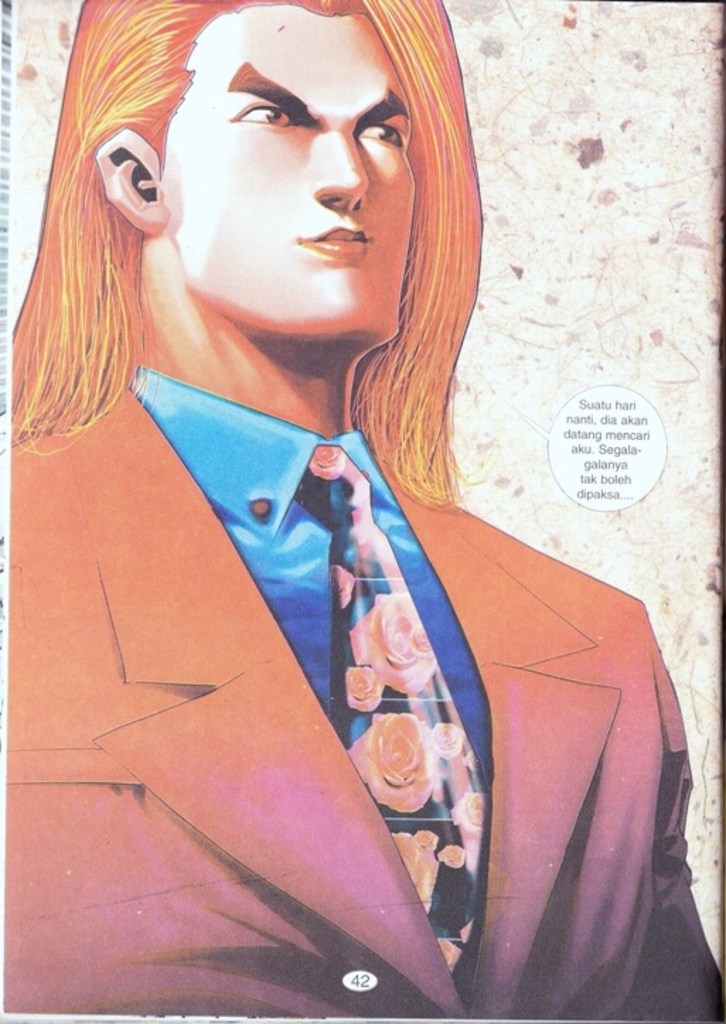 Suatu hari
nanti, dia akan
datang mencari
aku. Segala-
galanya
tak boleh
dipaksa....
42